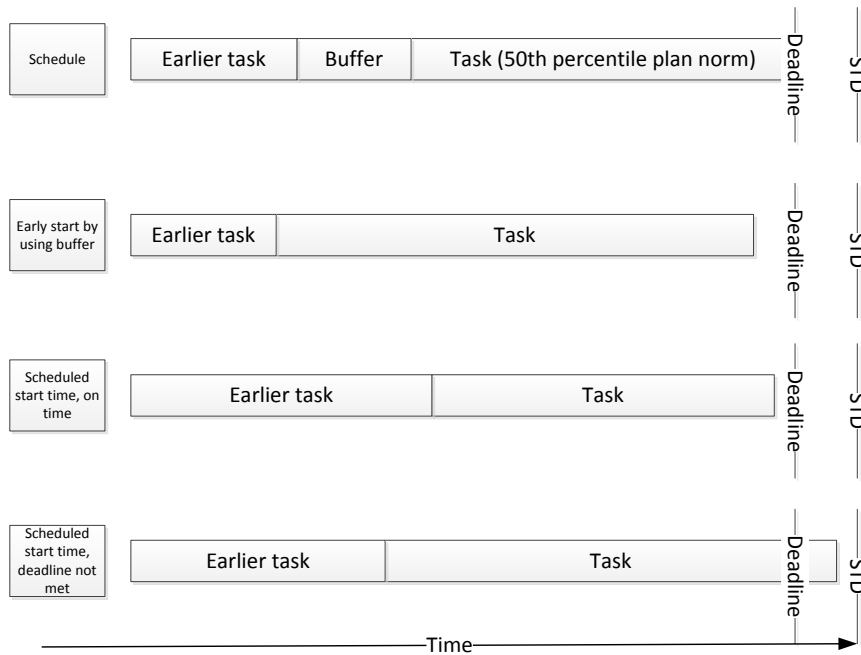 Schedule
Earlier task
Buffer
Task (50th percentile plan norm)
Deadline
STD
Early start by
using buffer
Earlier task
Task
Deadline
STD
Scheduled
start time, on
time
Earlier task
Task
Deadline
STD
Scheduled
start time,
deadline not
met
Earlier task
Task
Deadline
STD
Time